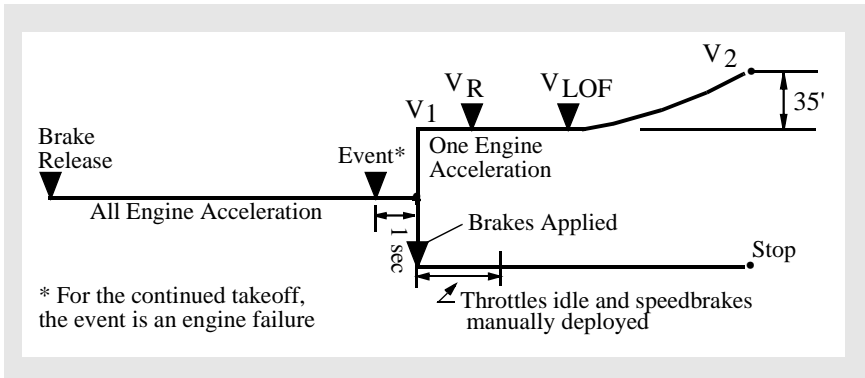 V2
VR
VLOF
35'
V1
Brake
Release
Event*
One Engine
Acceleration
All Engine Acceleration
1 sec
Brakes Applied
Stop
* For the continued takeoff,
the event is an engine failure
Throttles idle and speedbrakes
manually deployed